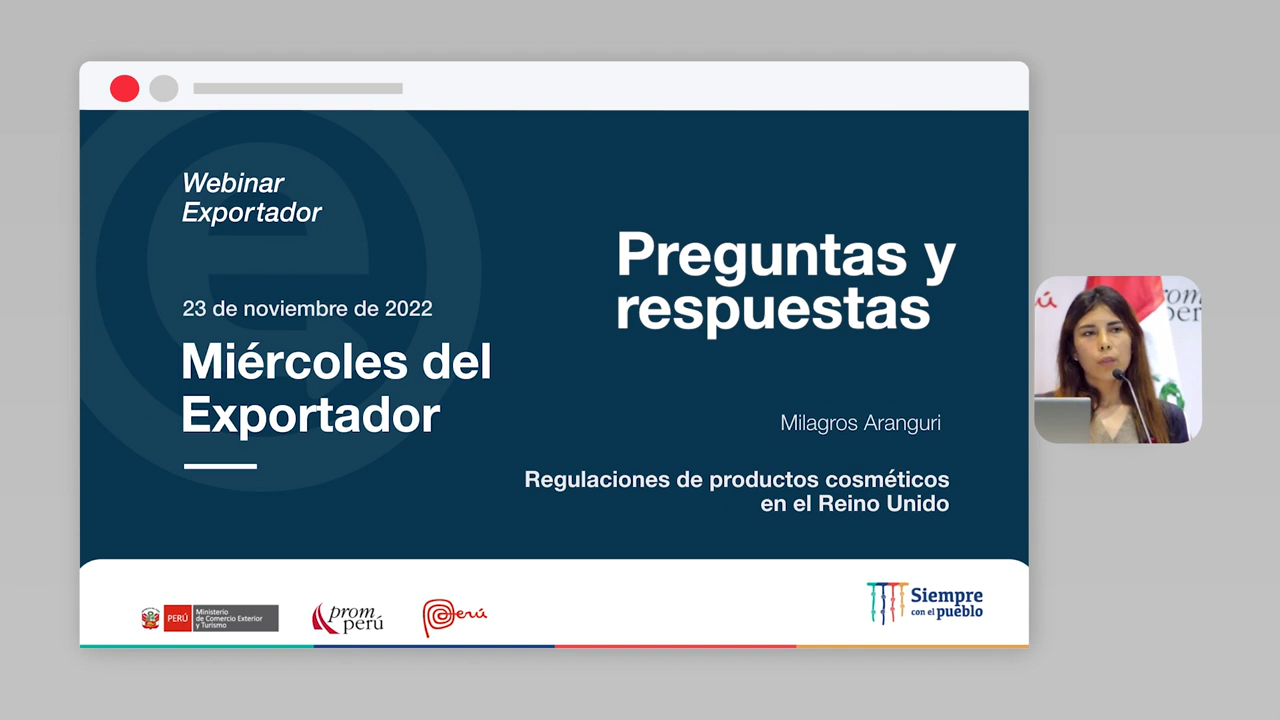 Webinar
Exportador
23 de noviembre de 2022
Miércoles del
Exportador
Preguntas y
respuestas
Milagros Aranguri
Regulaciones de productos cosméticos
en el Reino Unido
PERÚ
Ministerio
de Comercio Exterior
y Turismo
prom
perú
Perú
Siempre
con el pueblo